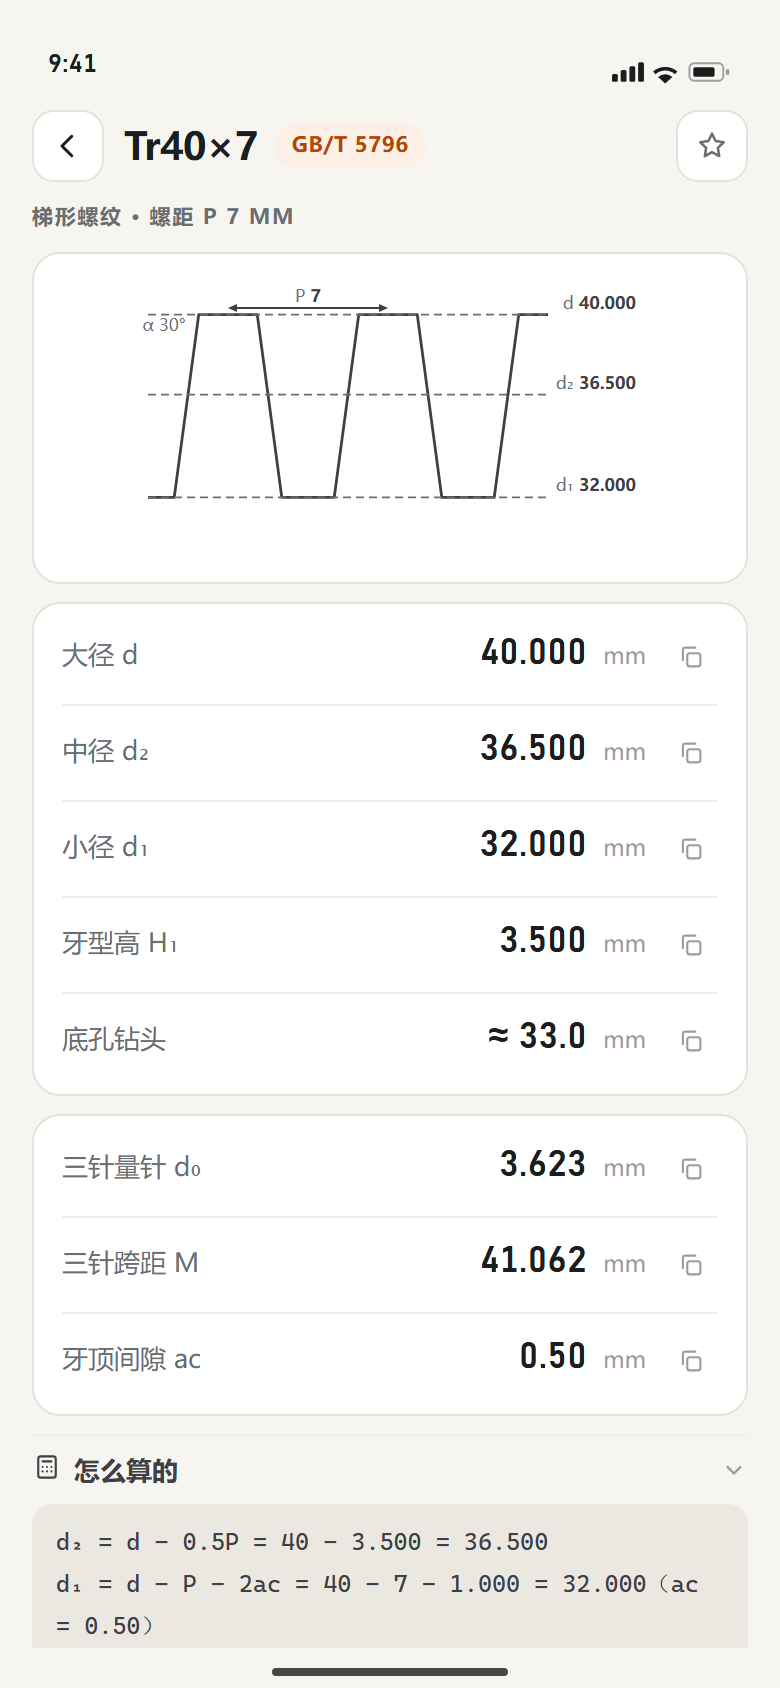 9:41
Tr40×7 GB/T 5796
梯形螺纹 • 螺距 P 7 MM
P 7
α 30°
d 40.000
d₂ 36.500
d₁ 32.000
大径 d 40.000 mm
中径 d₂ 36.500 mm
小径 d₁ 32.000 mm
牙型高 H₁ 3.500 mm
底孔钻头 ≈ 33.0 mm
三针量针 d₀ 3.623 mm
三针跨距 M 41.062 mm
牙顶间隙 ac 0.50 mm
怎么算的
d₂ = d − 0.5P = 40 − 3.500 = 36.500
d₁ = d − P − 2ac = 40 − 7 − 1.000 = 32.000（ac
= 0.50）